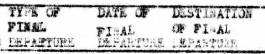 TYPE OF DATE OF DESTINATION
FINAL FINAL OF FINAL
DEPARTURE DEPARTURE DEPARTURE